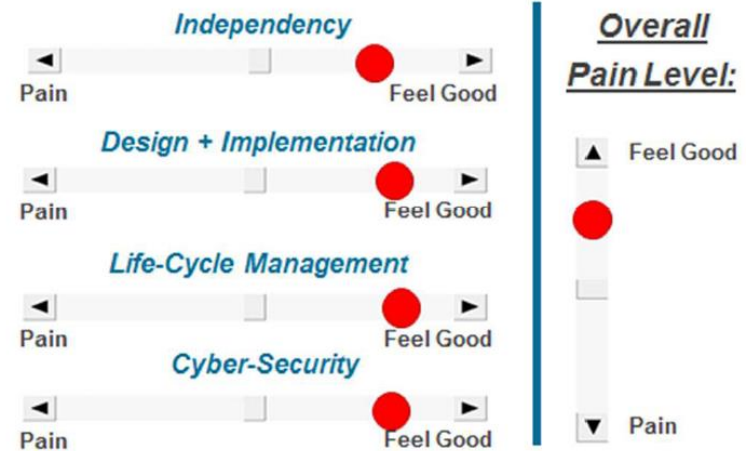 Independency
Pain Feel Good
Design + Implementation
Pain Feel Good
Life-Cycle Management
Pain Feel Good
Cyber-Security
Pain Feel Good
Overall
Pain Level:
Feel Good
Pain